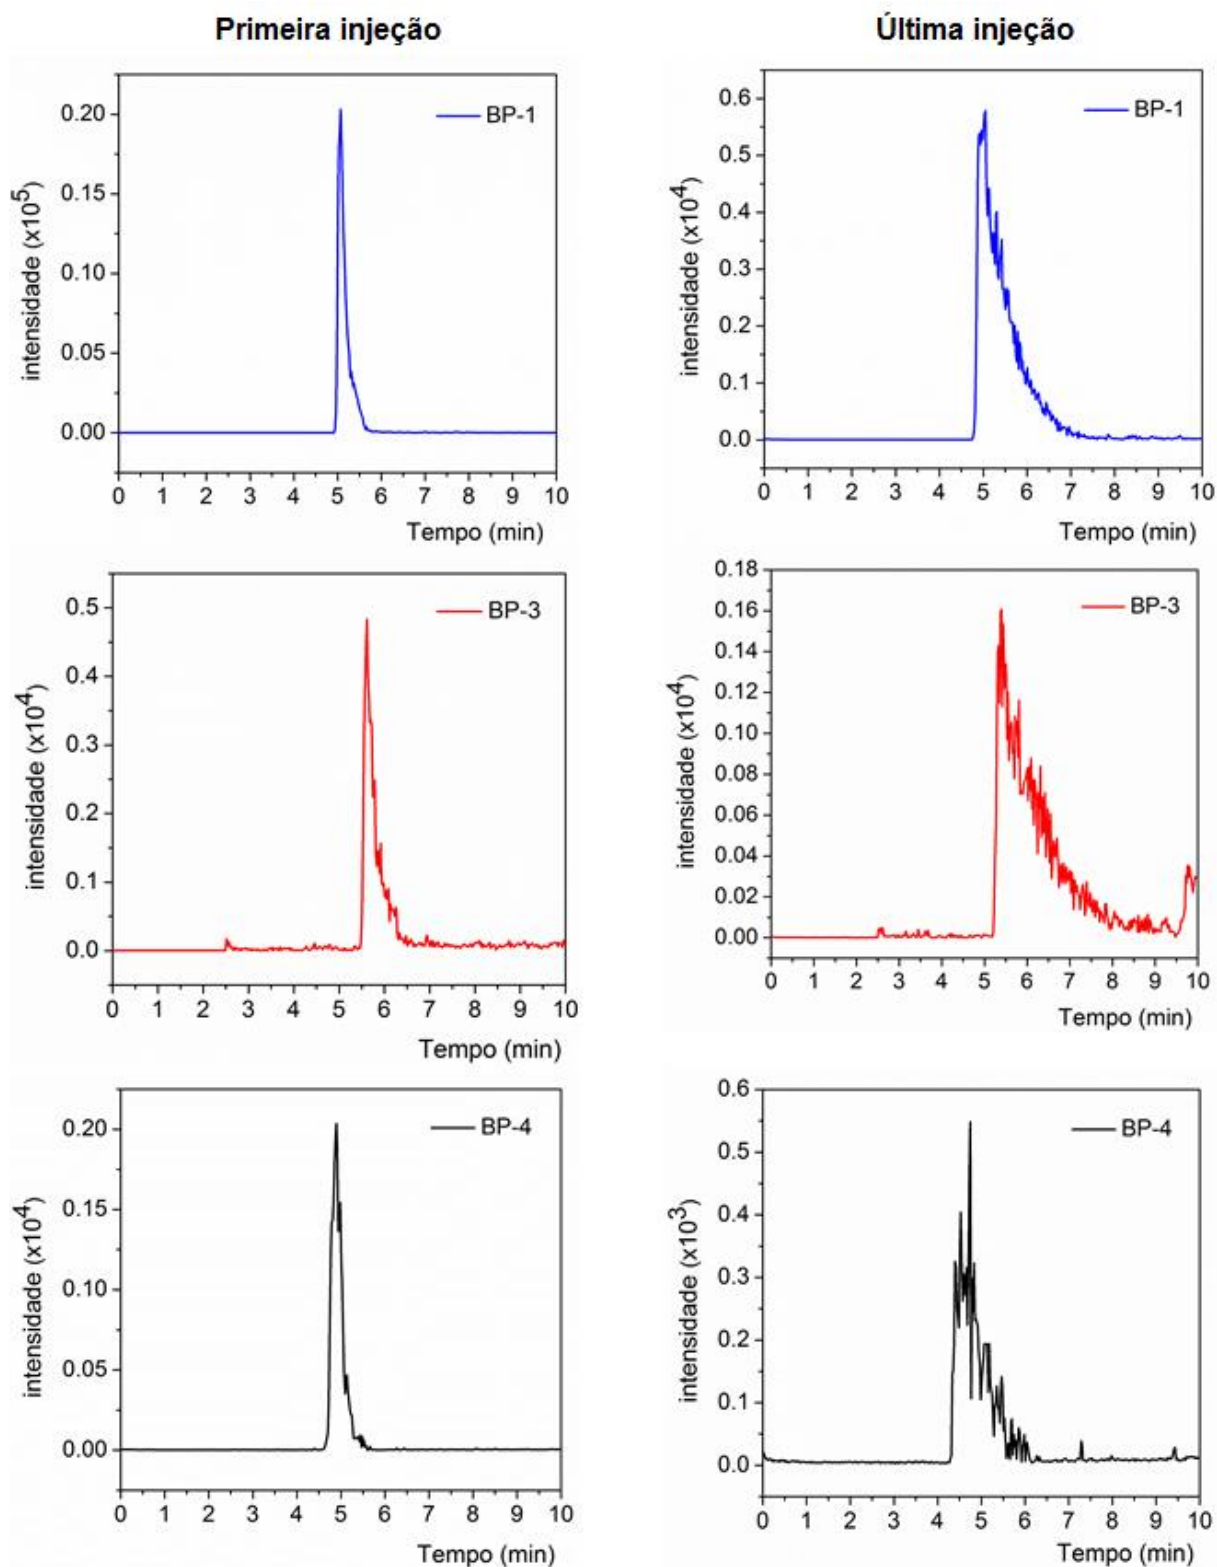 Primeira injeção
Última injeção
BP-1
intensidade (x10⁵)
0.20
0.15
0.10
0.05
0.00
0 1 2 3 4 5 6 7 8 9 10
Tempo (min)
BP-1
intensidade (x10⁴)
0.6
0.5
0.4
0.3
0.2
0.1
0.0
0 1 2 3 4 5 6 7 8 9 10
Tempo (min)
BP-3
intensidade (x10⁴)
0.5
0.4
0.3
0.2
0.1
0.0
0 1 2 3 4 5 6 7 8 9 10
Tempo (min)
BP-3
intensidade (x10⁴)
0.18
0.16
0.14
0.12
0.10
0.08
0.06
0.04
0.02
0.00
0 1 2 3 4 5 6 7 8 9 10
Tempo (min)
BP-4
intensidade (x10⁴)
0.20
0.15
0.10
0.05
0.00
0 1 2 3 4 5 6 7 8 9 10
Tempo (min)
BP-4
intensidade (x10³)
0.6
0.5
0.4
0.3
0.2
0.1
0.0
0 1 2 3 4 5 6 7 8 9 10
Tempo (min)